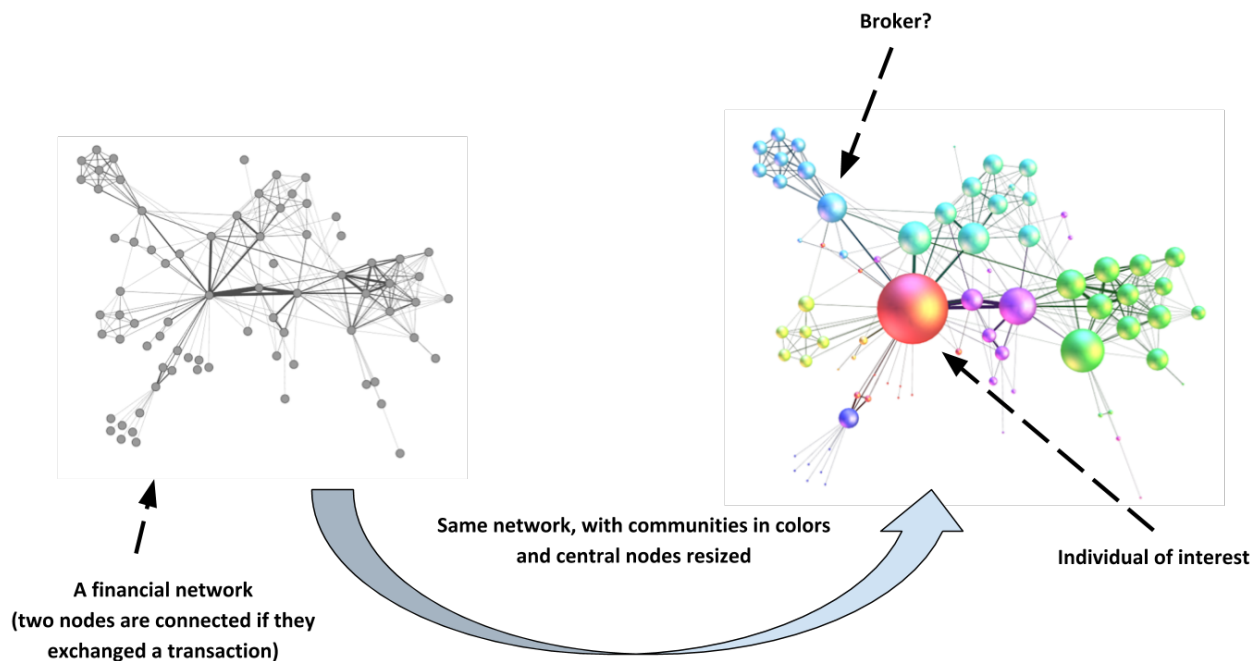 Broker?
Same network, with communities in colors
and central nodes resized
Individual of interest
A financial network
(two nodes are connected if they
exchanged a transaction)